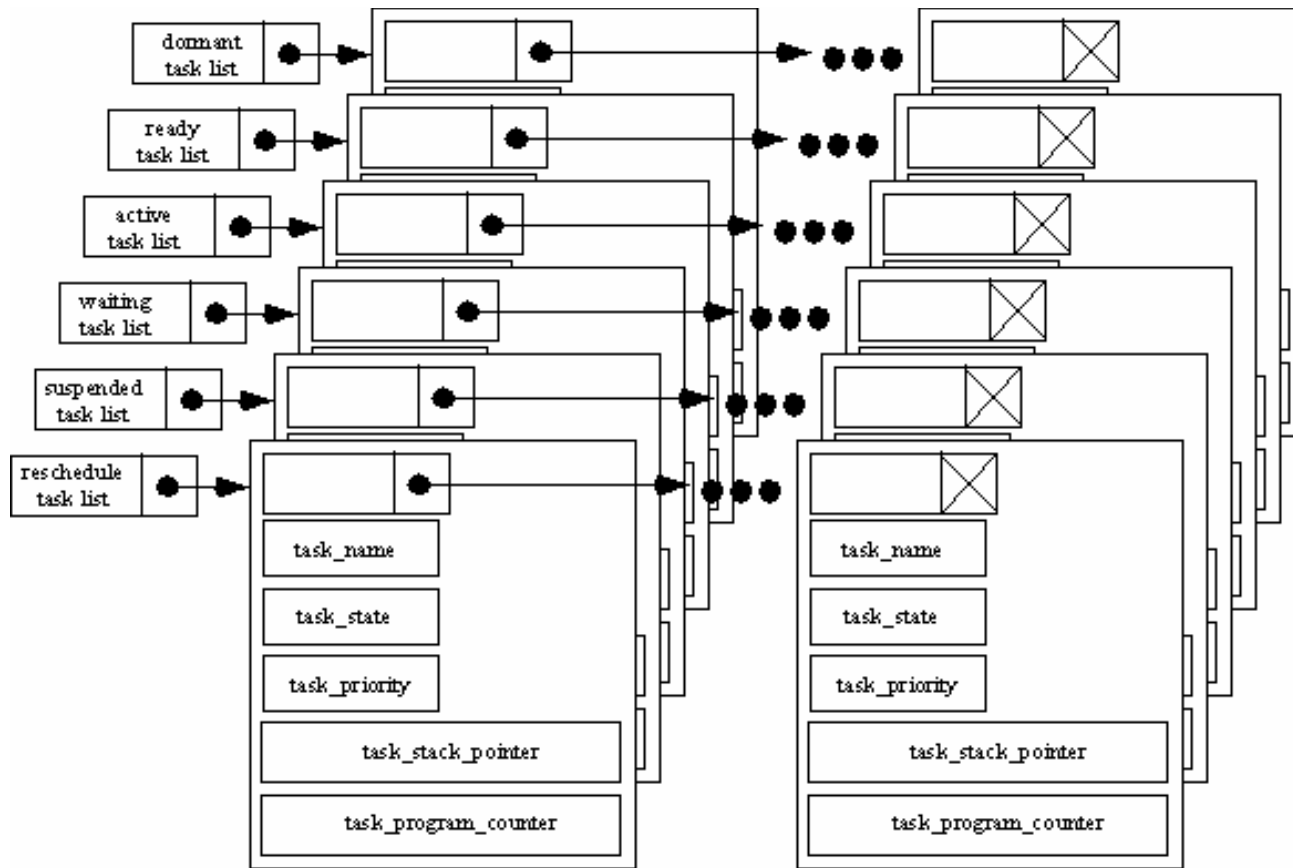 dormant
task list
ready
task list
active
task list
waiting
task list
suspended
task list
reschedule
task list
task_name
task_name
task_state
task_state
task_priority
task_priority
task_stack_pointer
task_stack_pointer
task_program_counter
task_program_counter